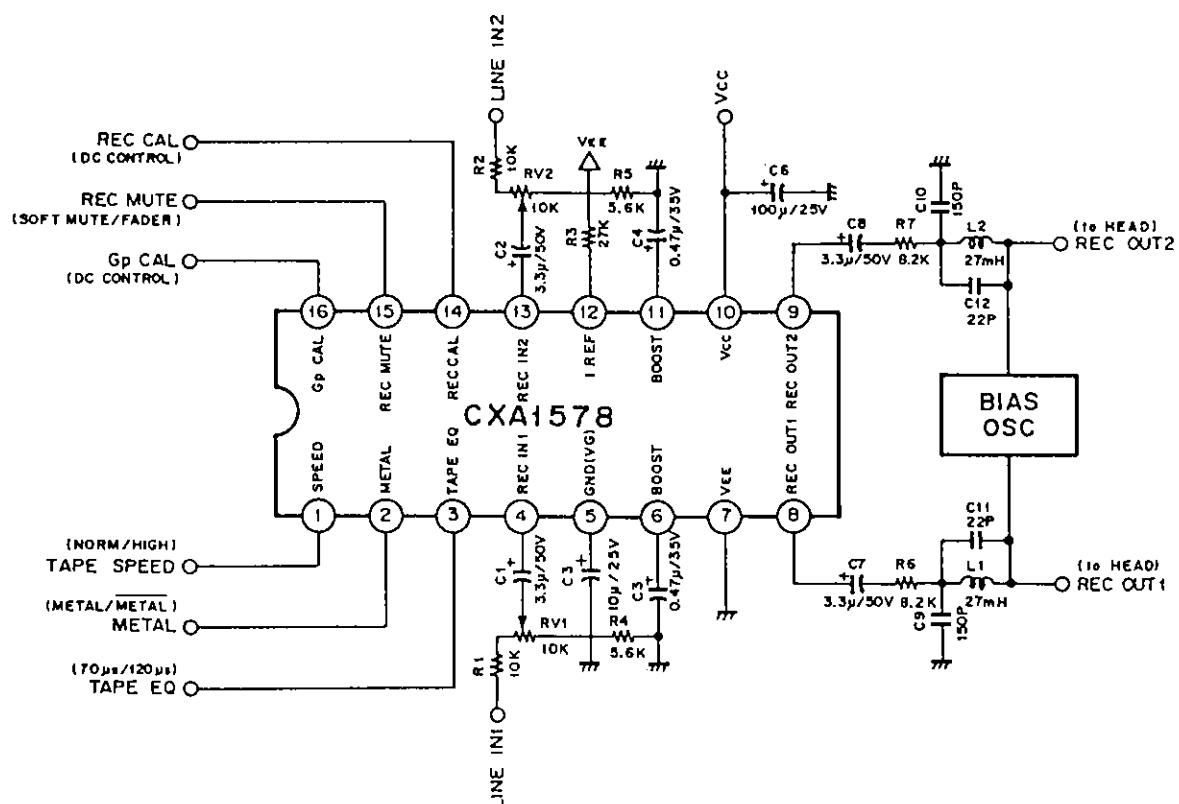 LINE IN2
REC CAL
(DC CONTROL)
REC MUTE
(SOFT MUTE/FADER)
Gp CAL
(DC CONTROL)
R2
10K
RV2
10K
VEE
R5
5.6K
R3
27K
C2
3.3μ/50V
C4
0.47μ/35V
Vcc
C6
100μ/25V
C8
3.3μ/50V
R7
8.2K
C10
150P
L2
27mH
C12
22P
(to HEAD)
REC OUT2
16
15
14
13
12
11
10
9
Gp CAL
REC MUTE
REC CAL
REC IN2
I REF
BOOST
Vcc
REC OUT2
CXA1578
SPEED
METAL
TAPE EQ
REC IN1
GND(VG)
BOOST
VEE
REC OUT1
1
2
3
4
5
6
7
8
BIAS
OSC
(NORM/HIGH)
TAPE SPEED
(METAL/METAL)
METAL
(70μs/120μs)
TAPE EQ
C1
3.3μ/50V
C3
10μ/25V
C3
0.47μ/35V
RV1
10K
R4
5.6K
R1
10K
LINE IN1
C7
3.3μ/50V
R6
8.2K
C11
22P
L1
27mH
C9
150P
(to HEAD)
REC OUT1